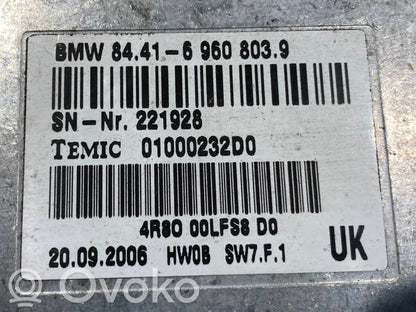 BMW 84.41-6 960 803.9
SN-Nr. 221928
TEMIC 01000232D0
4R80 00LFS8 D0
20.09.2006 HW0B SW7.F.1 UK
Ovoko